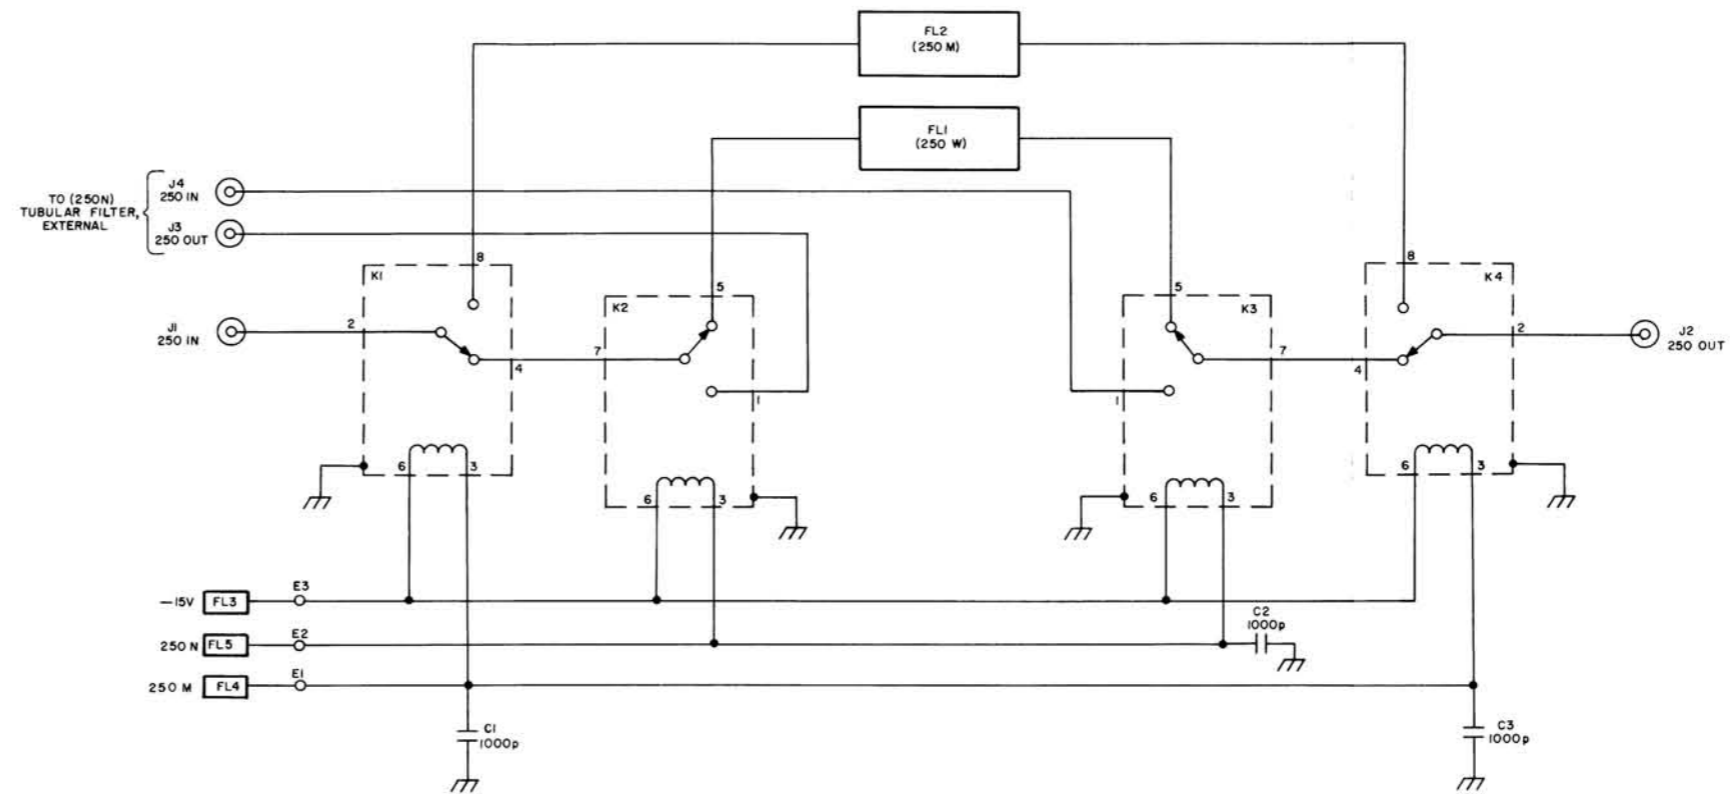 FL2
(250 M)
FL1
(250 W)
J4
250 IN
TO (250N)
TUBULAR FILTER,
EXTERNAL
J3
250 OUT
8
K1
8
K4
5
K2
5
K3
J1
250 IN
2
2
J2
250 OUT
7
4
7
4
1
1
6
3
6
3
6
3
6
3
-15V
FL3
E3
C2
1000p
250 N
FL5
E2
250 M
FL4
E1
C1
1000p
C3
1000p